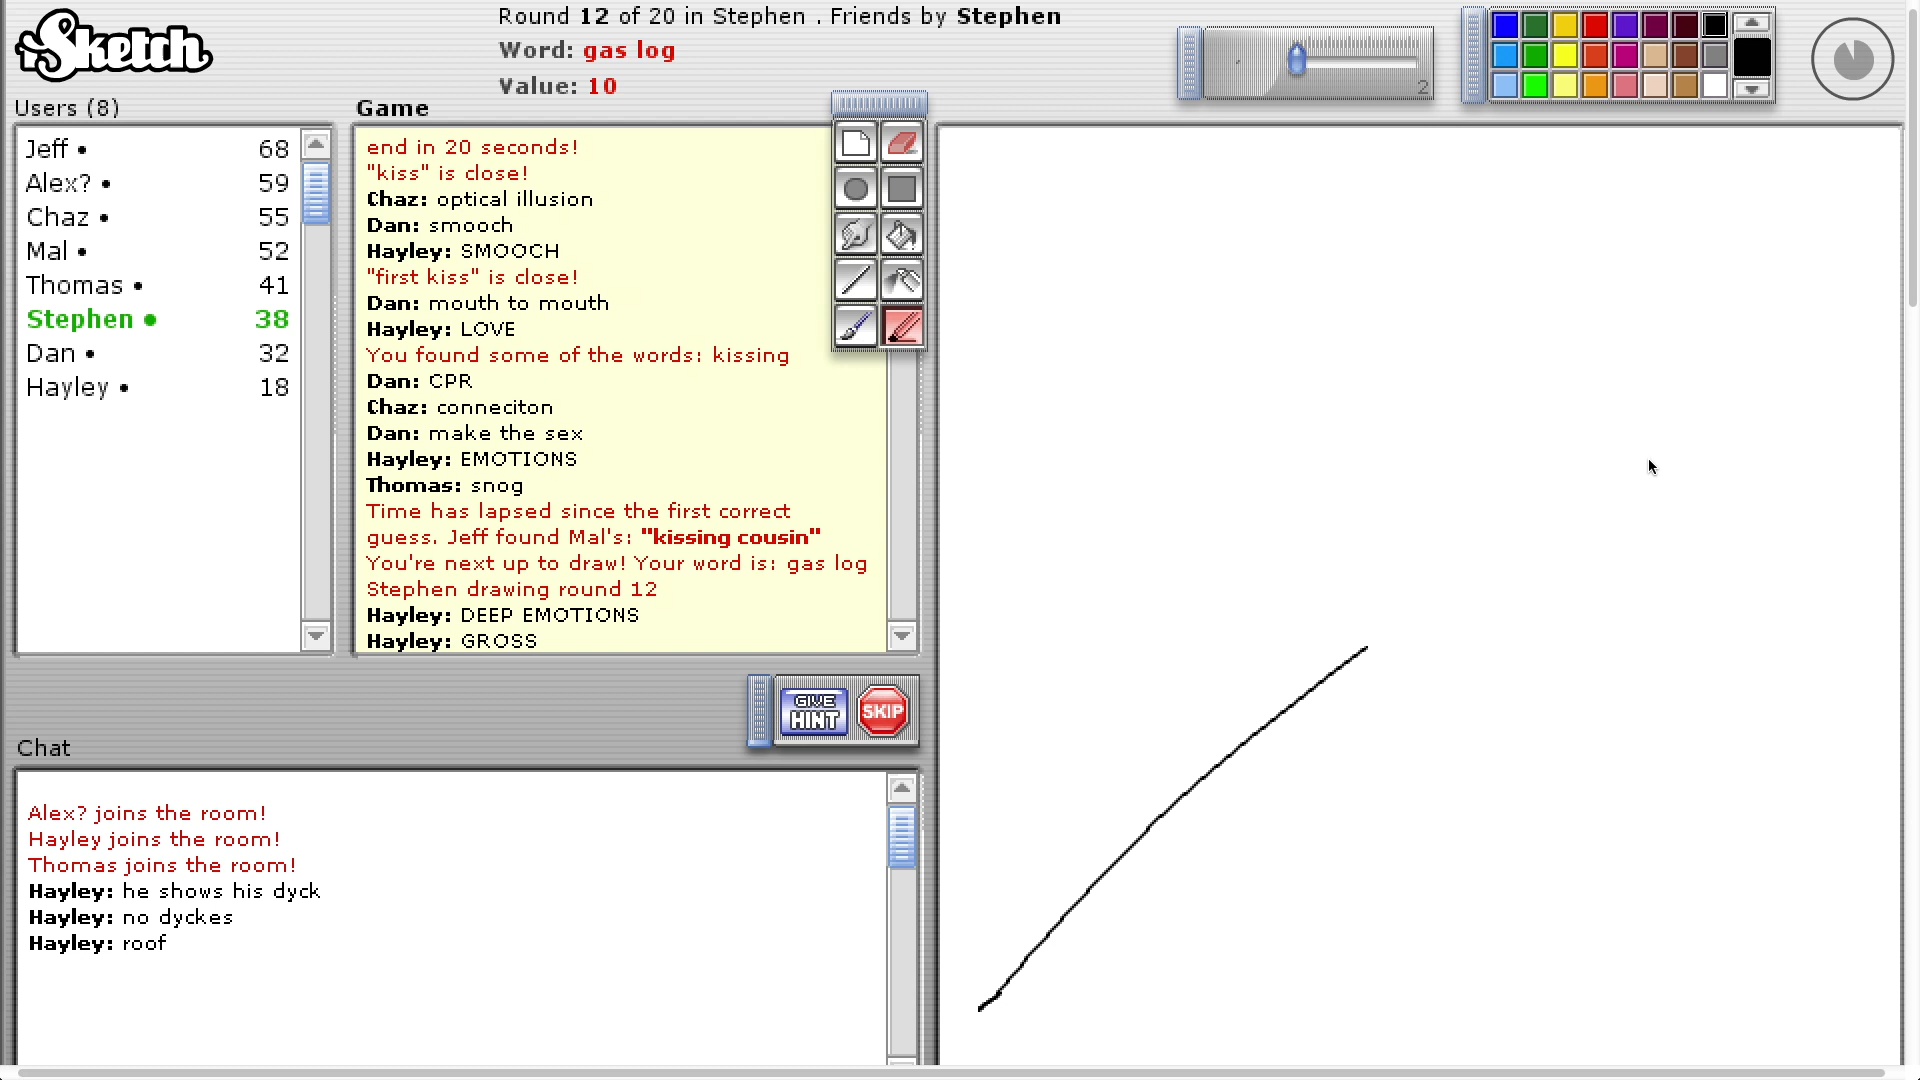 iSketch
Round 12 of 20 in Stephen . Friends by Stephen
Word: gas log
Value: 10
2
Users (8)
Jeff • 68
Alex? • 59
Chaz • 55
Mal • 52
Thomas • 41
Stephen • 38
Dan • 32
Hayley • 18
Game
end in 20 seconds!
"kiss" is close!
Chaz: optical illusion
Dan: smooch
Hayley: SMOOCH
"first kiss" is close!
Dan: mouth to mouth
Hayley: LOVE
You found some of the words: kissing
Dan: CPR
Chaz: conneciton
Dan: make the sex
Hayley: EMOTIONS
Thomas: snog
Time has lapsed since the first correct
guess. Jeff found Mal's: "kissing cousin"
You're next up to draw! Your word is: gas log
Stephen drawing round 12
Hayley: DEEP EMOTIONS
Hayley: GROSS
GIVE
HINT
SKIP
Chat
Alex? joins the room!
Hayley joins the room!
Thomas joins the room!
Hayley: he shows his dyck
Hayley: no dyckes
Hayley: roof